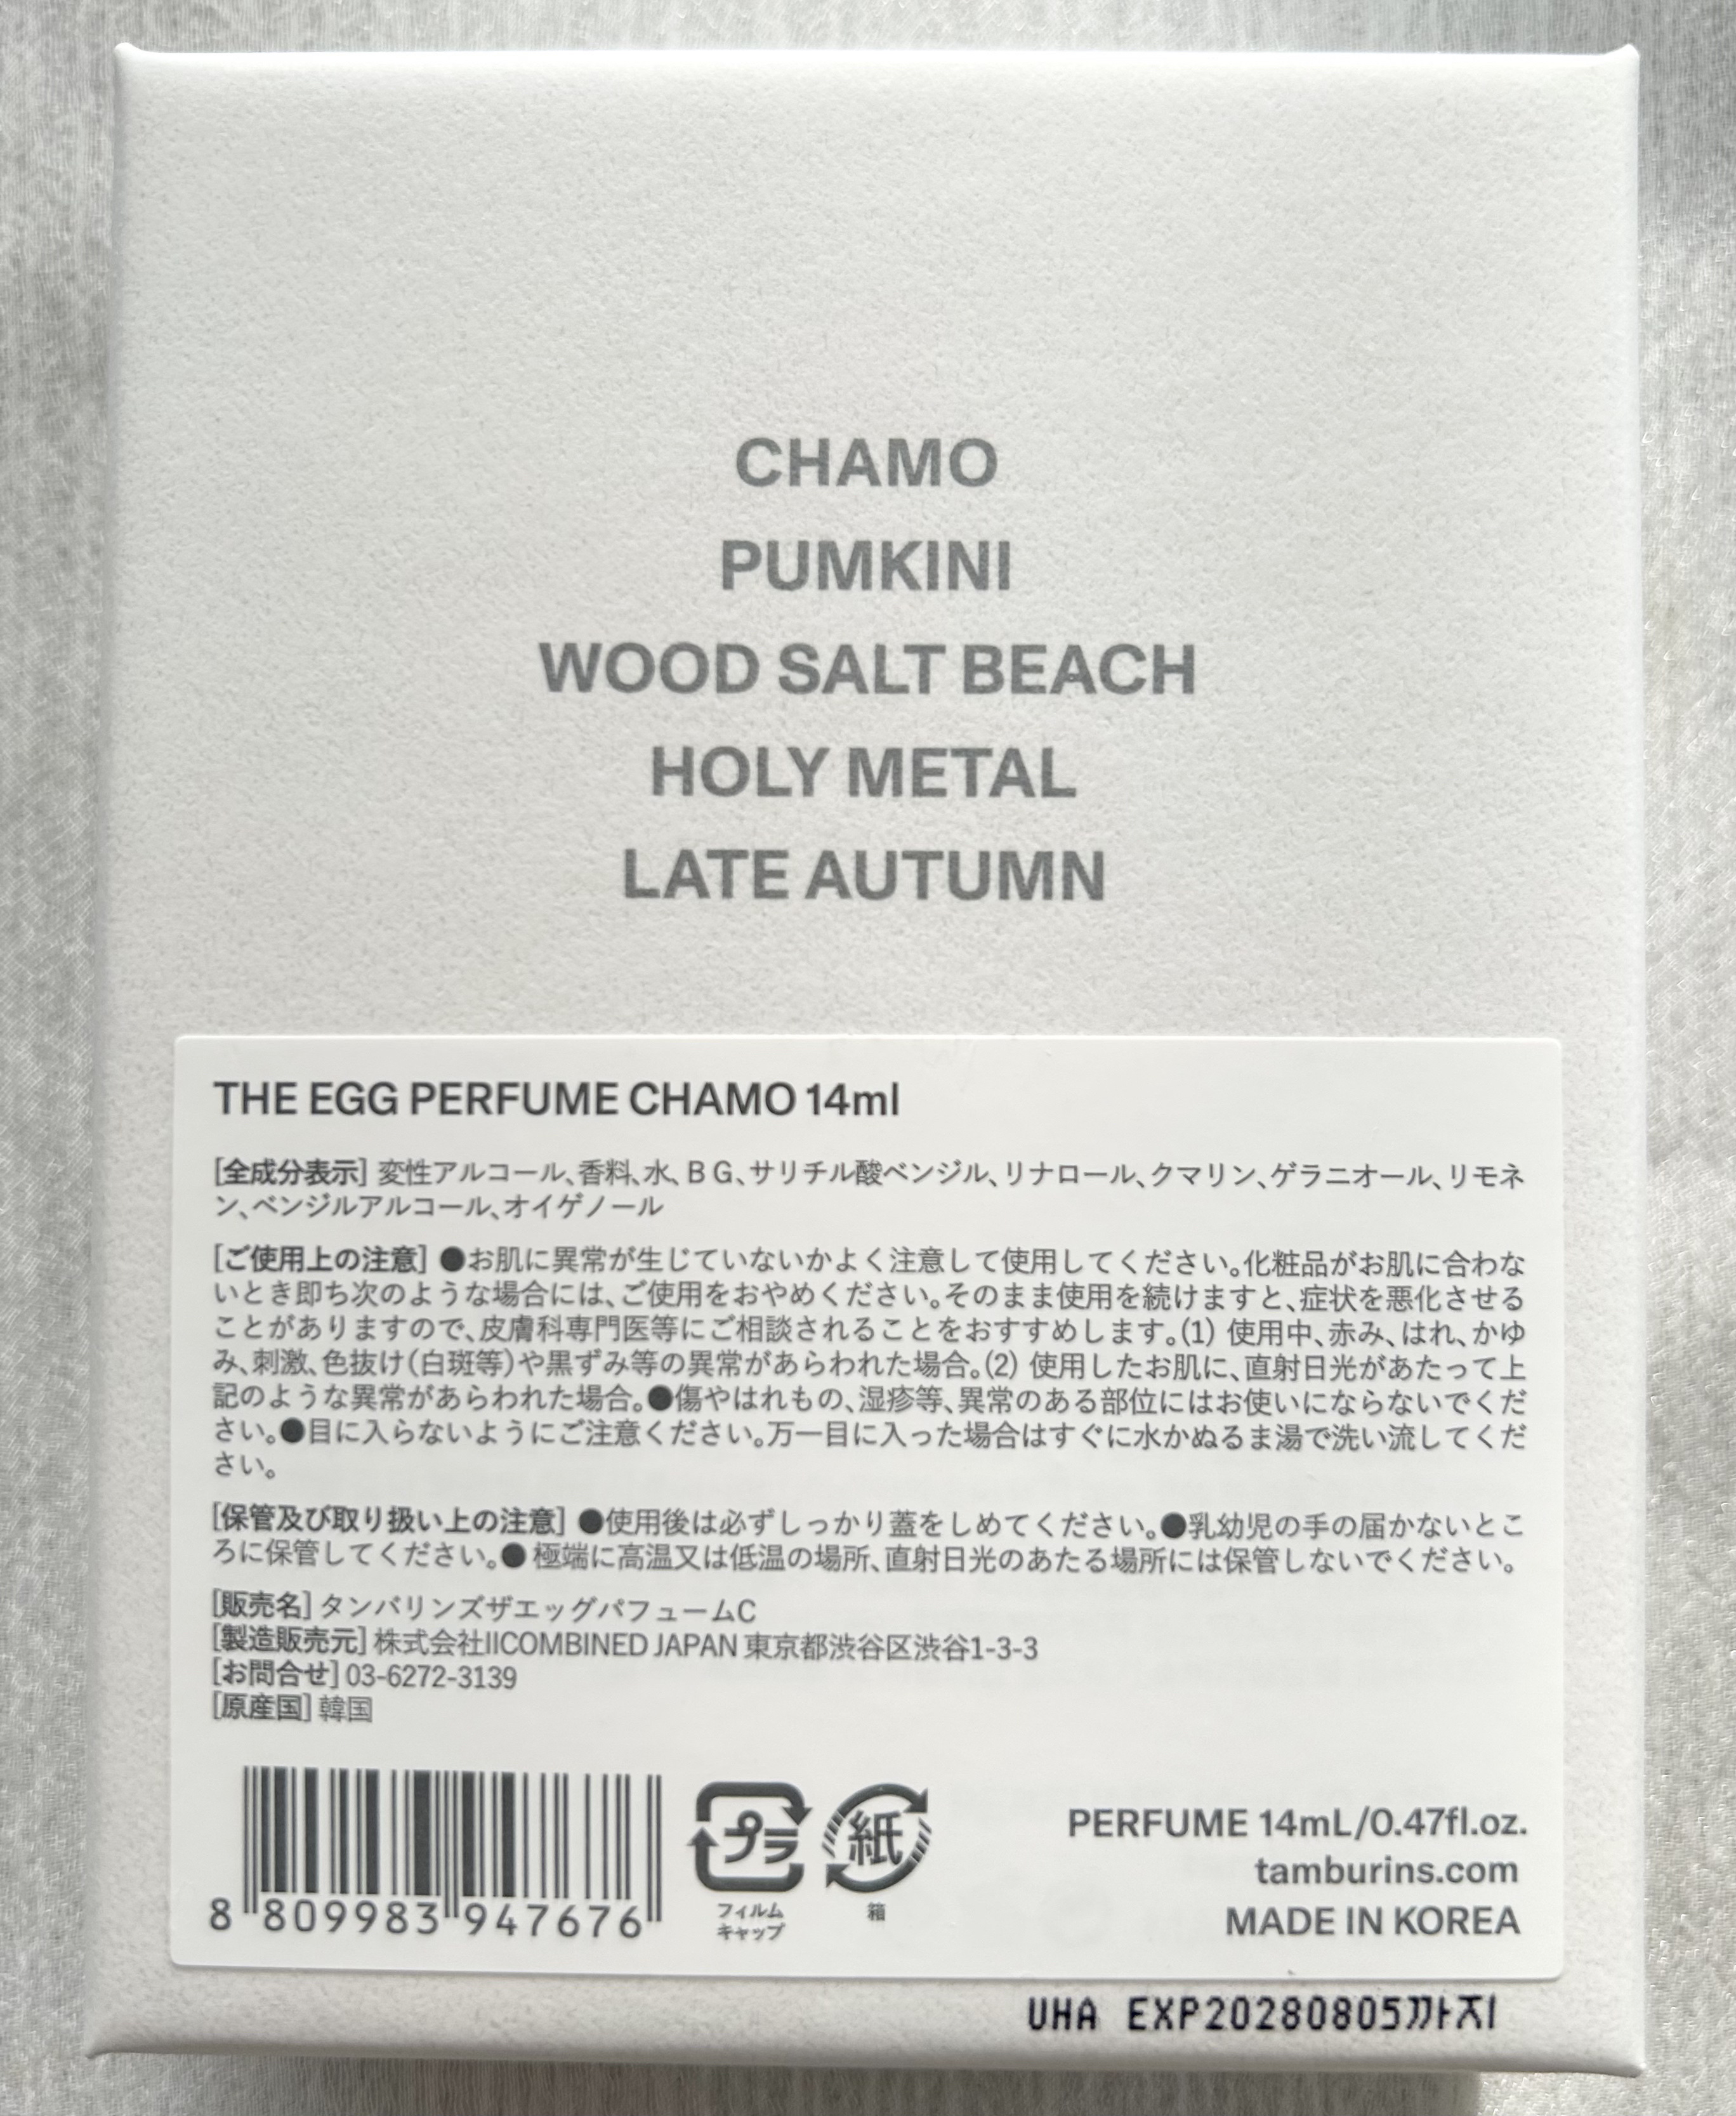 CHAMO
PUMKINI
WOOD SALT BEACH
HOLY METAL
LATE AUTUMN
THE EGG PERFUME CHAMO 14ml
[全成分表示] 変性アルコール、香料、水、ＢＧ、サリチル酸ベンジル、リナロール、クマリン、ゲラニオール、リモネ
ン、ベンジルアルコール、オイゲノール
[ご使用上の注意] ●お肌に異常が生じていないかよく注意して使用してください。化粧品がお肌に合わな
いとき即ち次のような場合には、ご使用をおやめください。そのまま使用を続けますと、症状を悪化させる
ことがありますので、皮膚科専門医等にご相談されることをおすすめします。(1) 使用中、赤み、はれ、かゆ
み、刺激、色抜け(白斑等)や黒ずみ等の異常があらわれた場合。(2) 使用したお肌に、直射日光があたって上
記のような異常があらわれた場合。●傷やはれもの、湿疹等、異常のある部位にはお使いにならないでくだ
さい。●目に入らないようにご注意ください。万一目に入った場合はすぐに水かぬるま湯で洗い流してくだ
さい。
[保管及び取り扱い上の注意] ●使用後は必ずしっかり蓋をしめてください。●乳幼児の手の届かないとこ
ろに保管してください。● 極端に高温又は低温の場所、直射日光のあたる場所には保管しないでください。
[販売名] タンバリンズザエッグパフュームC
[製造販売元] 株式会社IICOMBINED JAPAN 東京都渋谷区渋谷1-3-3
[お問合せ] 03-6272-3139
[原産国] 韓国
8 809983 947676
プラ
フィルム
キャップ
紙
箱
PERFUME 14mL/0.47fl.oz.
tamburins.com
MADE IN KOREA
UHA EXP20280805까지